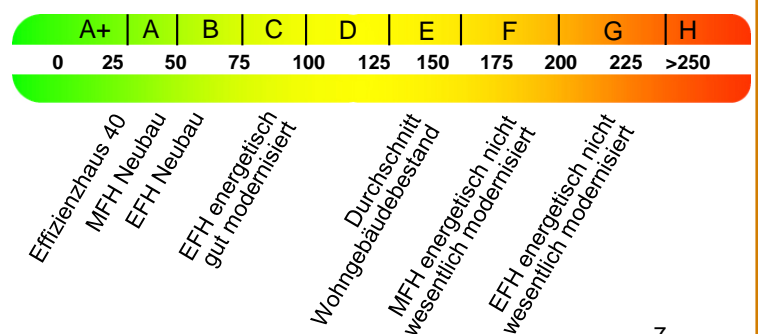 A+ A B C D E F G H
0 25 50 75 100 125 150 175 200 225 >250
Effizienzhaus 40
MFH Neubau
EFH Neubau
EFH energetisch
gut modernisiert
Durchschnitt
Wohngebäudebestand
MFH energetisch nicht
wesentlich modernisiert
EFH energetisch nicht
wesentlich modernisiert